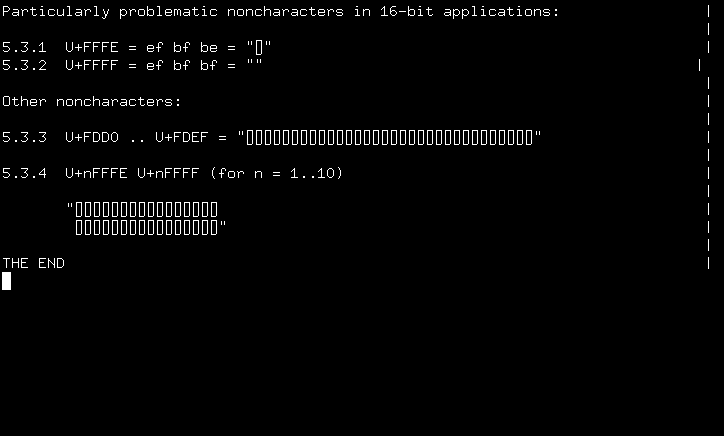 Particularly problematic noncharacters in 16-bit applications: |
|
5.3.1 U+FFFE = ef bf be = "▯" |
5.3.2 U+FFFF = ef bf bf = "" |
|
Other noncharacters: |
|
5.3.3 U+FDD0 .. U+FDEF = "▯▯▯▯▯▯▯▯▯▯▯▯▯▯▯▯▯▯▯▯▯▯▯▯▯▯▯▯▯▯▯▯" |
|
5.3.4 U+nFFFE U+nFFFF (for n = 1..10) |
|
"▯▯▯▯▯▯▯▯▯▯▯▯▯▯▯▯ |
▯▯▯▯▯▯▯▯▯▯▯▯▯▯▯▯" |
|
THE END |